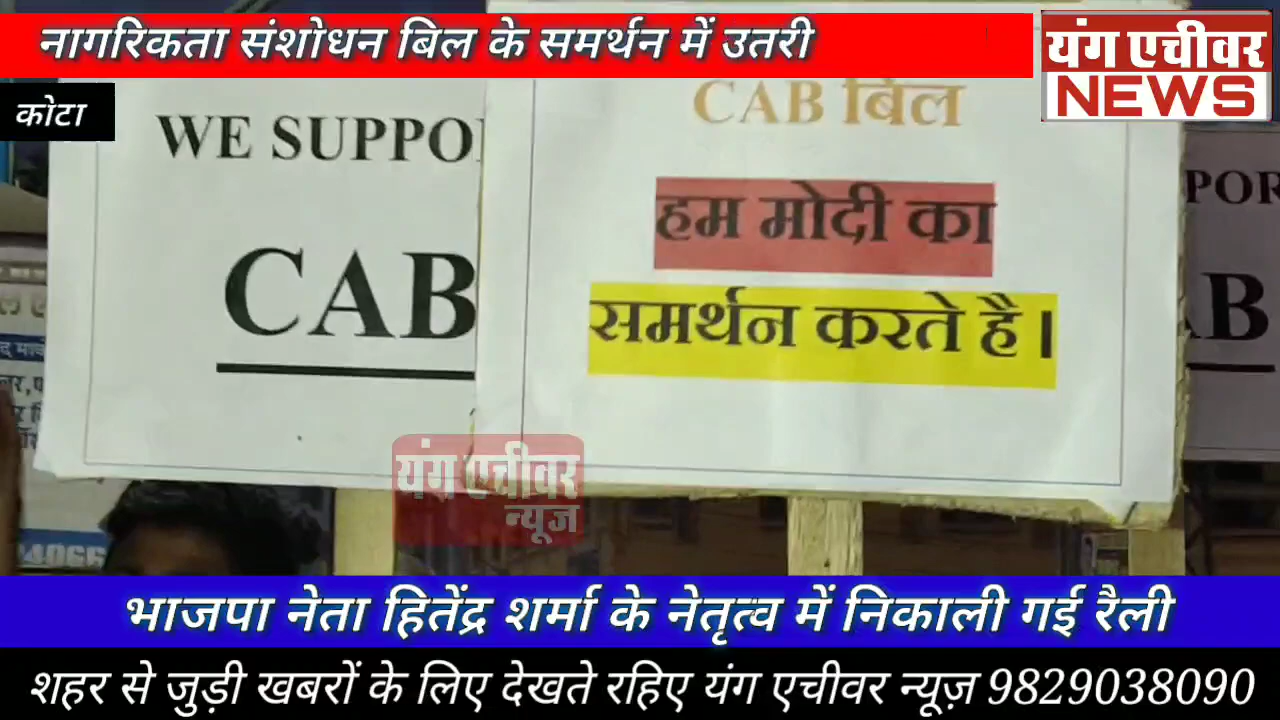 नागरिकता संशोधन बिल के समर्थन में उतरी
यंग एचीवर
NEWS
कोटा
WE SUPPO
CAB
CAB बिल
हम मोदी का
समर्थन करते है।
POR
AB
यंग एचीवर
न्यूज
4066
भाजपा नेता हितेंद्र शर्मा के नेतृत्व में निकाली गई रैली
शहर से जुड़ी खबरों के लिए देखते रहिए यंग एचीवर न्यूज़ 9829038090